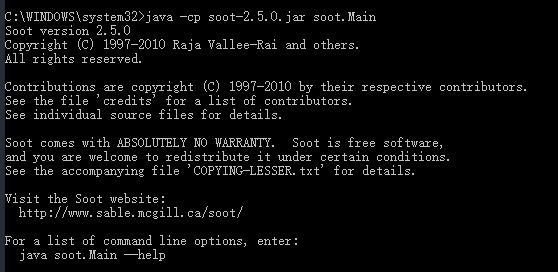 C:\WINDOWS\system32>java -cp soot-2.5.0.jar soot.Main
Soot version 2.5.0
Copyright (C) 1997-2010 Raja Vallee-Rai and others.
All rights reserved.
Contributions are copyright (C) 1997-2010 by their respective contributors.
See the file 'credits' for a list of contributors.
See individual source files for details.
Soot comes with ABSOLUTELY NO WARRANTY.  Soot is free software,
and you are welcome to redistribute it under certain conditions.
See the accompanying file 'COPYING-LESSER.txt' for details.
Visit the Soot website:
  http://www.sable.mcgill.ca/soot/
For a list of command line options, enter:
  java soot.Main --help